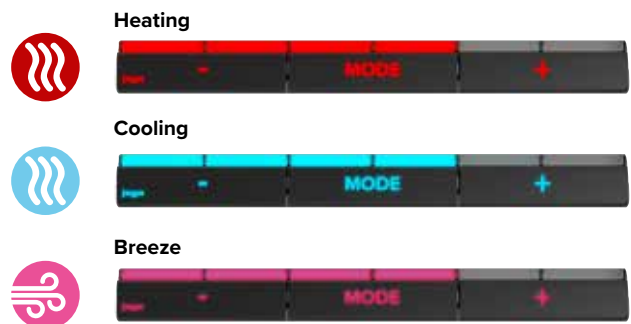 Heating
- MODE +
Cooling
- MODE +
Breeze
- MODE +